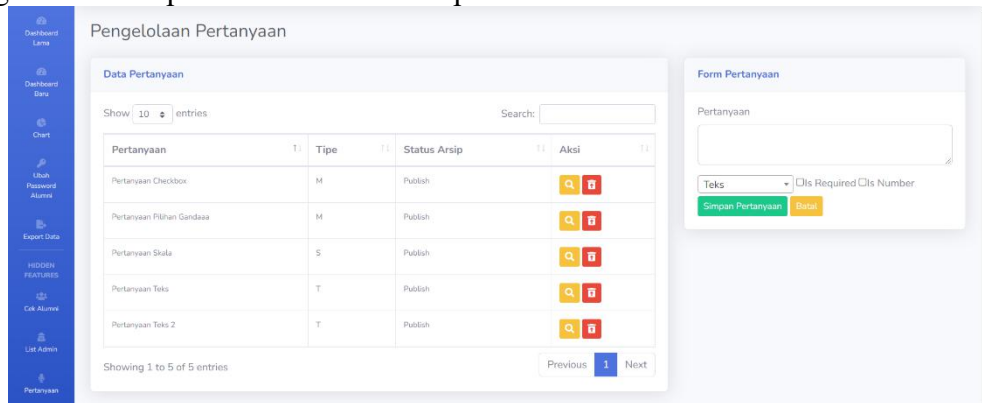 Dashboard
Lama
Dashboard
Baru
Chart
Ubah
Password
Alumni
Export Data
HIDDEN
FEATURES
Cek Alumni
List Admin
Pertanyaan
Pengelolaan Pertanyaan
Data Pertanyaan
Show 10 entries
Search:
Pertanyaan Tipe Status Arsip Aksi
Pertanyaan Checkbox M Publish
Pertanyaan Pilihan Gandaaa M Publish
Pertanyaan Skala S Publish
Pertanyaan Teks T Publish
Pertanyaan Teks 2 T Publish
Showing 1 to 5 of 5 entries
Previous 1 Next
Form Pertanyaan
Pertanyaan
Teks Is Required Is Number
Simpan Pertanyaan Batal